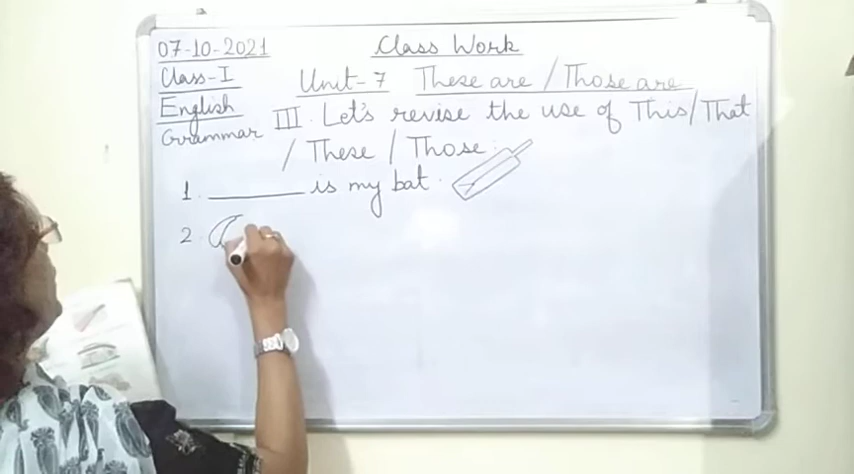 07-10-2021 Class Work
Class-I Unit-7 These are / Those are
English
Grammar III. Let's revise the use of This/That
/ These / Those.
1. ________ is my bat.
2.